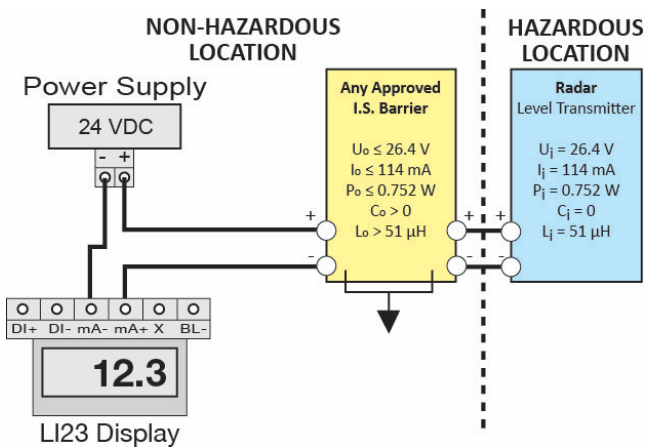 NON-HAZARDOUS
LOCATION
HAZARDOUS
LOCATION
Power Supply
24 VDC
- +
Any Approved
I.S. Barrier
Uₒ ≤ 26.4 V
Iₒ ≤ 114 mA
Pₒ ≤ 0.752 W
Cₒ > 0
Lₒ > 51 µH
Radar
Level Transmitter
Uᵢ = 26.4 V
Iᵢ = 114 mA
Pᵢ = 0.752 W
Cᵢ = 0
Lᵢ = 51 µH
+ + +
- - -
DI+ DI- mA- mA+ X BL-
12.3
LI23 Display